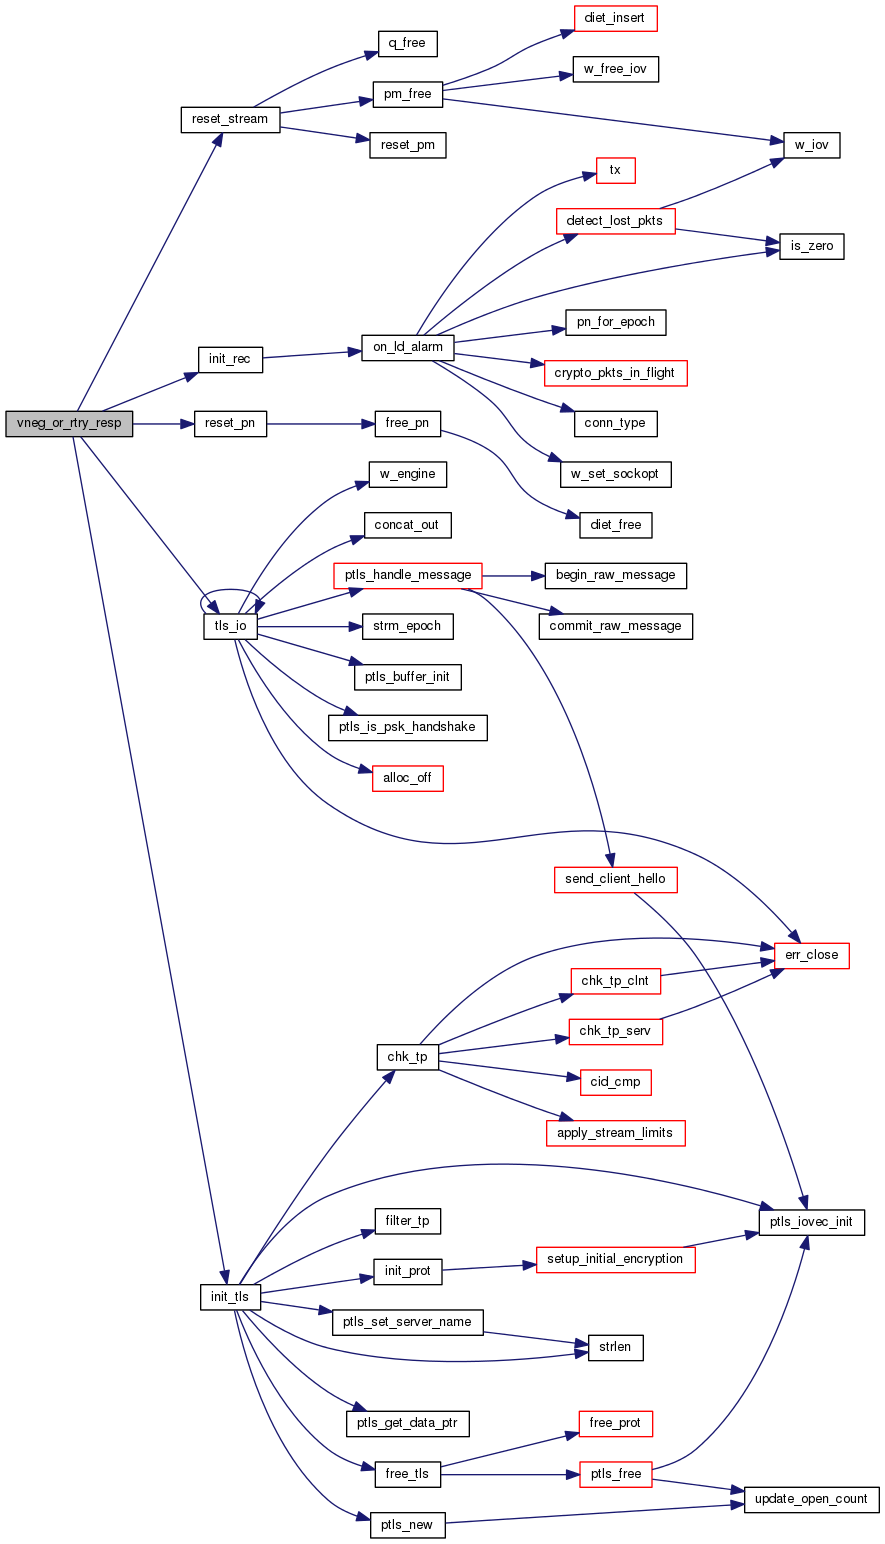 diet_insert
q_free
w_free_iov
pm_free
reset_stream
reset_pm
w_iov
tx
detect_lost_pkts
is_zero
pn_for_epoch
on_ld_alarm
init_rec
crypto_pkts_in_flight
vneg_or_rtry_resp
reset_pn
free_pn
conn_type
w_engine
w_set_sockopt
concat_out
diet_free
ptls_handle_message
begin_raw_message
tls_io
strm_epoch
commit_raw_message
ptls_buffer_init
ptls_is_psk_handshake
alloc_off
send_client_hello
err_close
chk_tp_clnt
chk_tp_serv
chk_tp
cid_cmp
apply_stream_limits
filter_tp
ptls_iovec_init
init_prot
setup_initial_encryption
init_tls
ptls_set_server_name
strlen
ptls_get_data_ptr
free_prot
free_tls
ptls_free
update_open_count
ptls_new